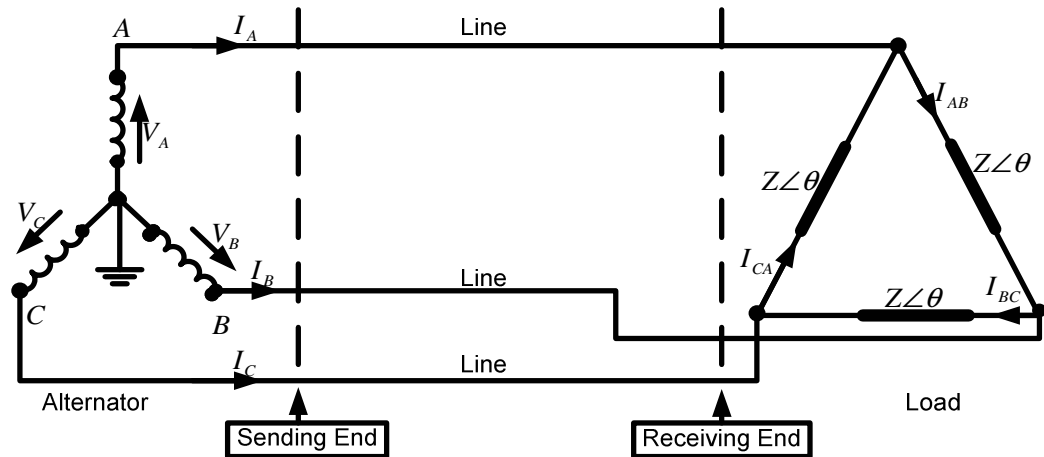 A
I_A
Line
I_AB
V_A
Z∠θ
Z∠θ
V_C
V_B
I_B
Line
I_CA
Z∠θ
I_BC
C
B
I_C
Line
Alternator
Load
Sending End
Receiving End